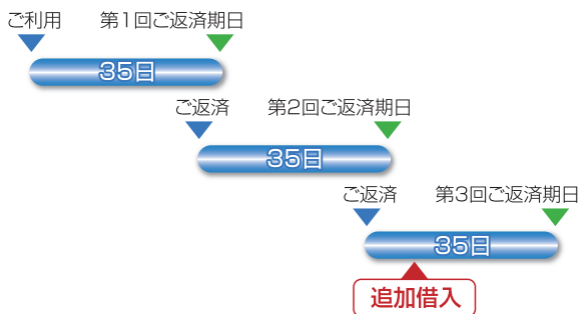 ご利用 第1回ご返済期日
35日
ご返済 第2回ご返済期日
35日
ご返済 第3回ご返済期日
35日
追加借入